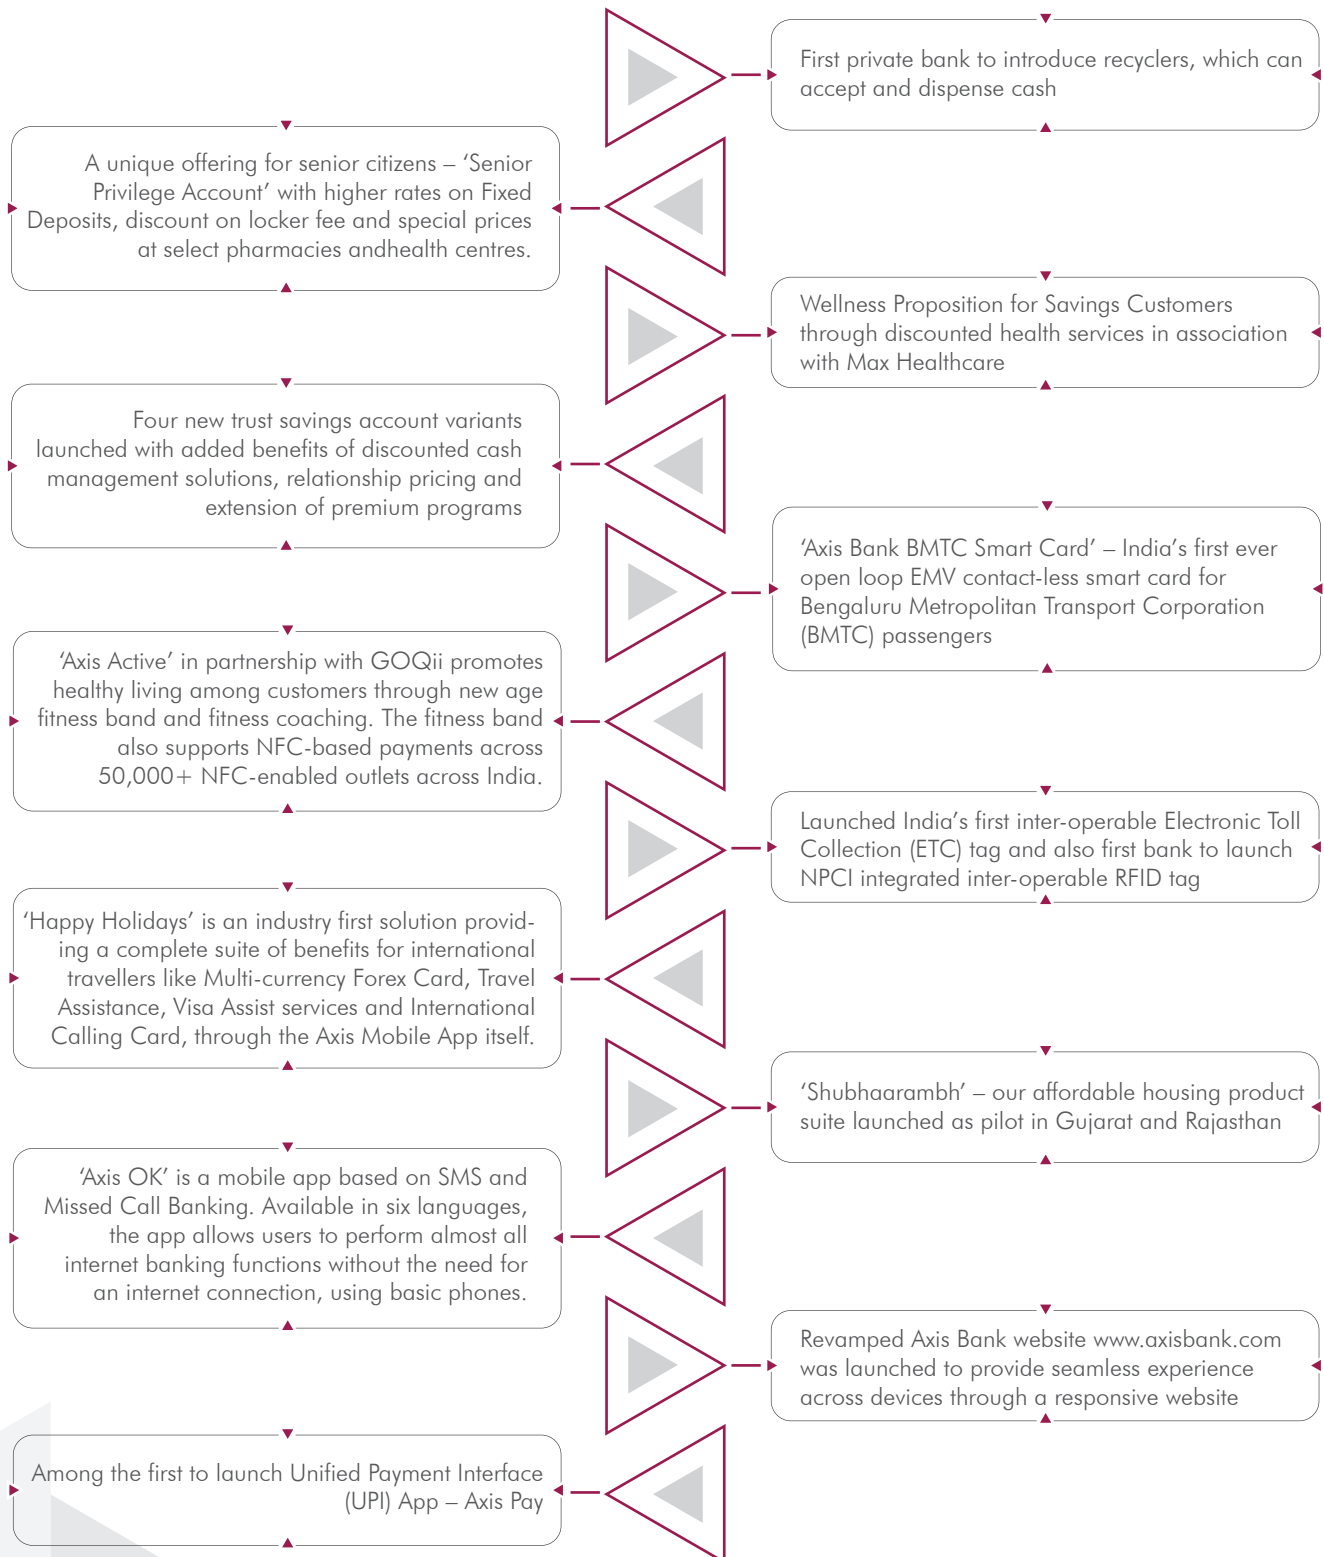 First private bank to introduce recyclers, which can
accept and dispense cash
A unique offering for senior citizens – ‘Senior
Privilege Account’ with higher rates on Fixed
Deposits, discount on locker fee and special prices
at select pharmacies andhealth centres.
Wellness Proposition for Savings Customers
through discounted health services in association
with Max Healthcare
Four new trust savings account variants
launched with added benefits of discounted cash
management solutions, relationship pricing and
extension of premium programs
‘Axis Bank BMTC Smart Card’ – India’s first ever
open loop EMV contact-less smart card for
Bengaluru Metropolitan Transport Corporation
(BMTC) passengers
‘Axis Active’ in partnership with GOQii promotes
healthy living among customers through new age
fitness band and fitness coaching. The fitness band
also supports NFC-based payments across
50,000+ NFC-enabled outlets across India.
Launched India’s first inter-operable Electronic Toll
Collection (ETC) tag and also first bank to launch
NPCI integrated inter-operable RFID tag
‘Happy Holidays’ is an industry first solution provid-
ing a complete suite of benefits for international
travellers like Multi-currency Forex Card, Travel
Assistance, Visa Assist services and International
Calling Card, through the Axis Mobile App itself.
‘Shubhaarambh’ – our affordable housing product
suite launched as pilot in Gujarat and Rajasthan
‘Axis OK’ is a mobile app based on SMS and
Missed Call Banking. Available in six languages,
the app allows users to perform almost all
internet banking functions without the need for
an internet connection, using basic phones.
Revamped Axis Bank website www.axisbank.com
was launched to provide seamless experience
across devices through a responsive website
Among the first to launch Unified Payment Interface
(UPI) App – Axis Pay